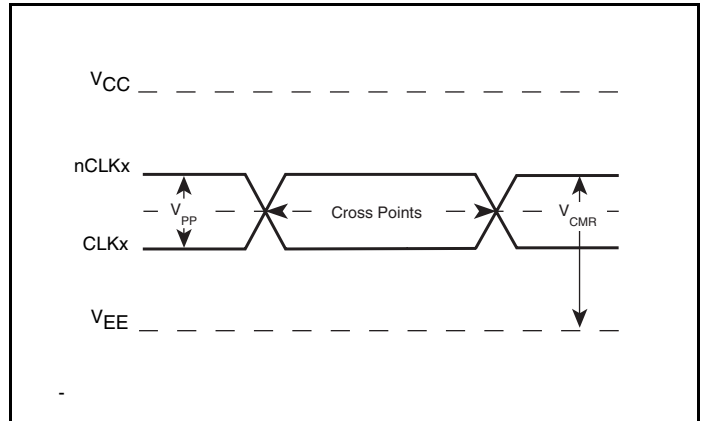 VCC
nCLKx
VPP
Cross Points
VCMR
CLKx
VEE
-